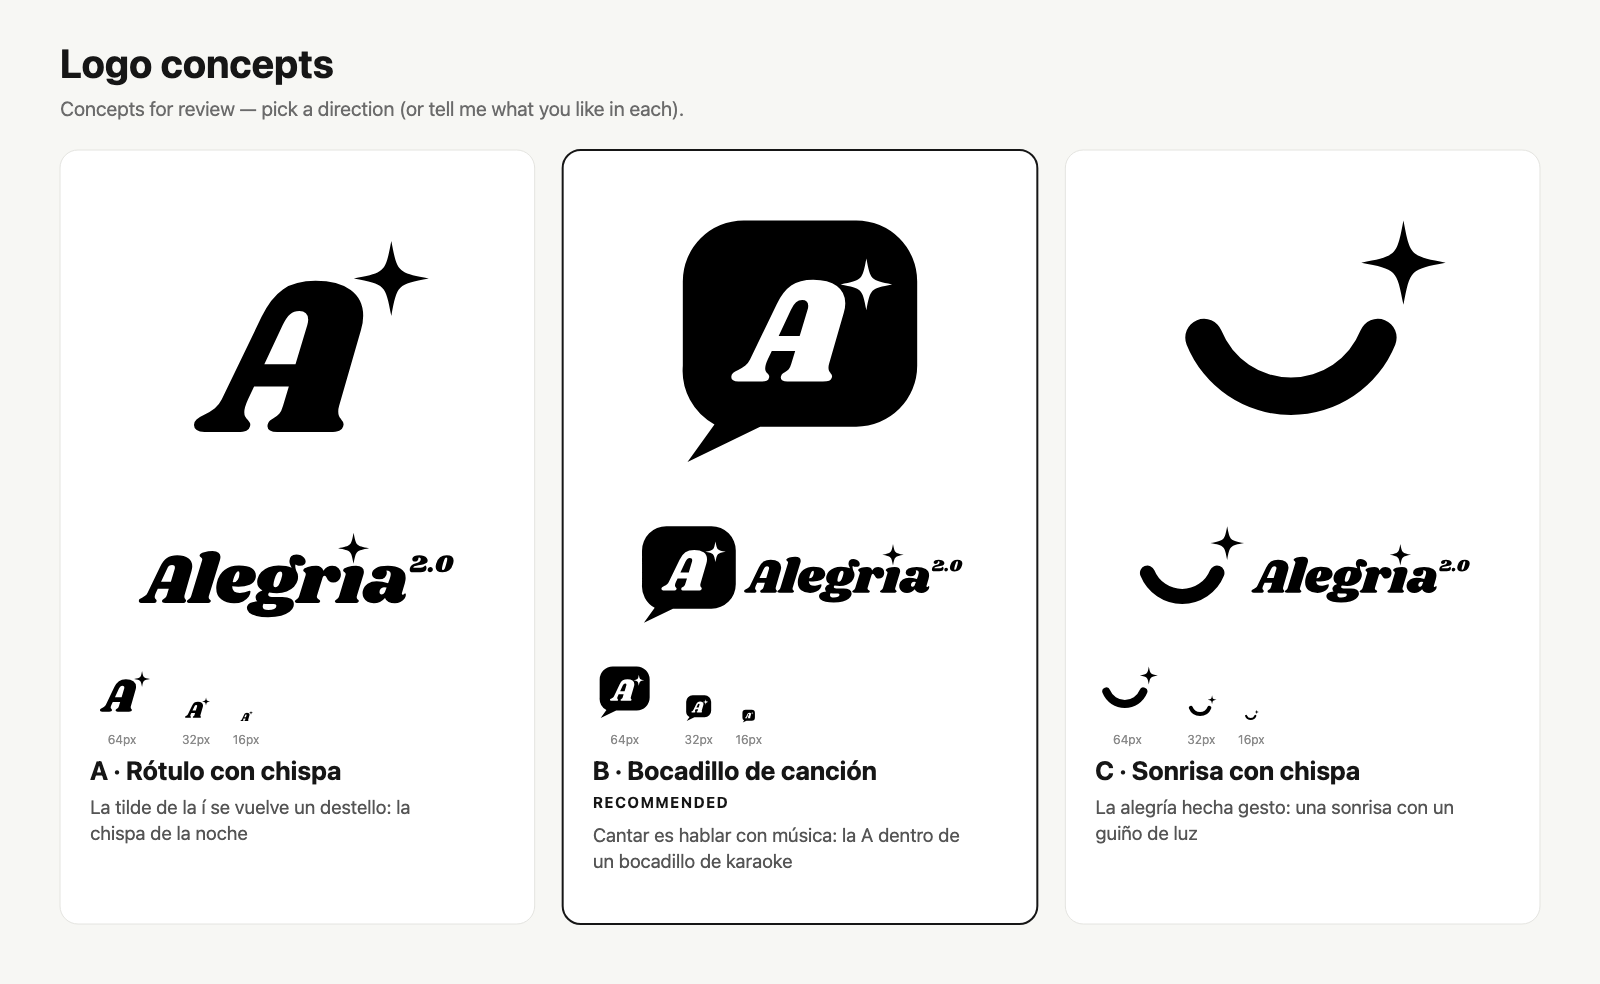 Logo concepts
Concepts for review — pick a direction (or tell me what you like in each).
A
Alegria 2.0
64px 32px 16px
A · Rótulo con chispa
La tilde de la í se vuelve un destello: la
chispa de la noche
A
A Alegria 2.0
A A A
64px 32px 16px
B · Bocadillo de canción
RECOMMENDED
Cantar es hablar con música: la A dentro de
un bocadillo de karaoke
Alegria 2.0
64px 32px 16px
C · Sonrisa con chispa
La alegría hecha gesto: una sonrisa con un
guiño de luz